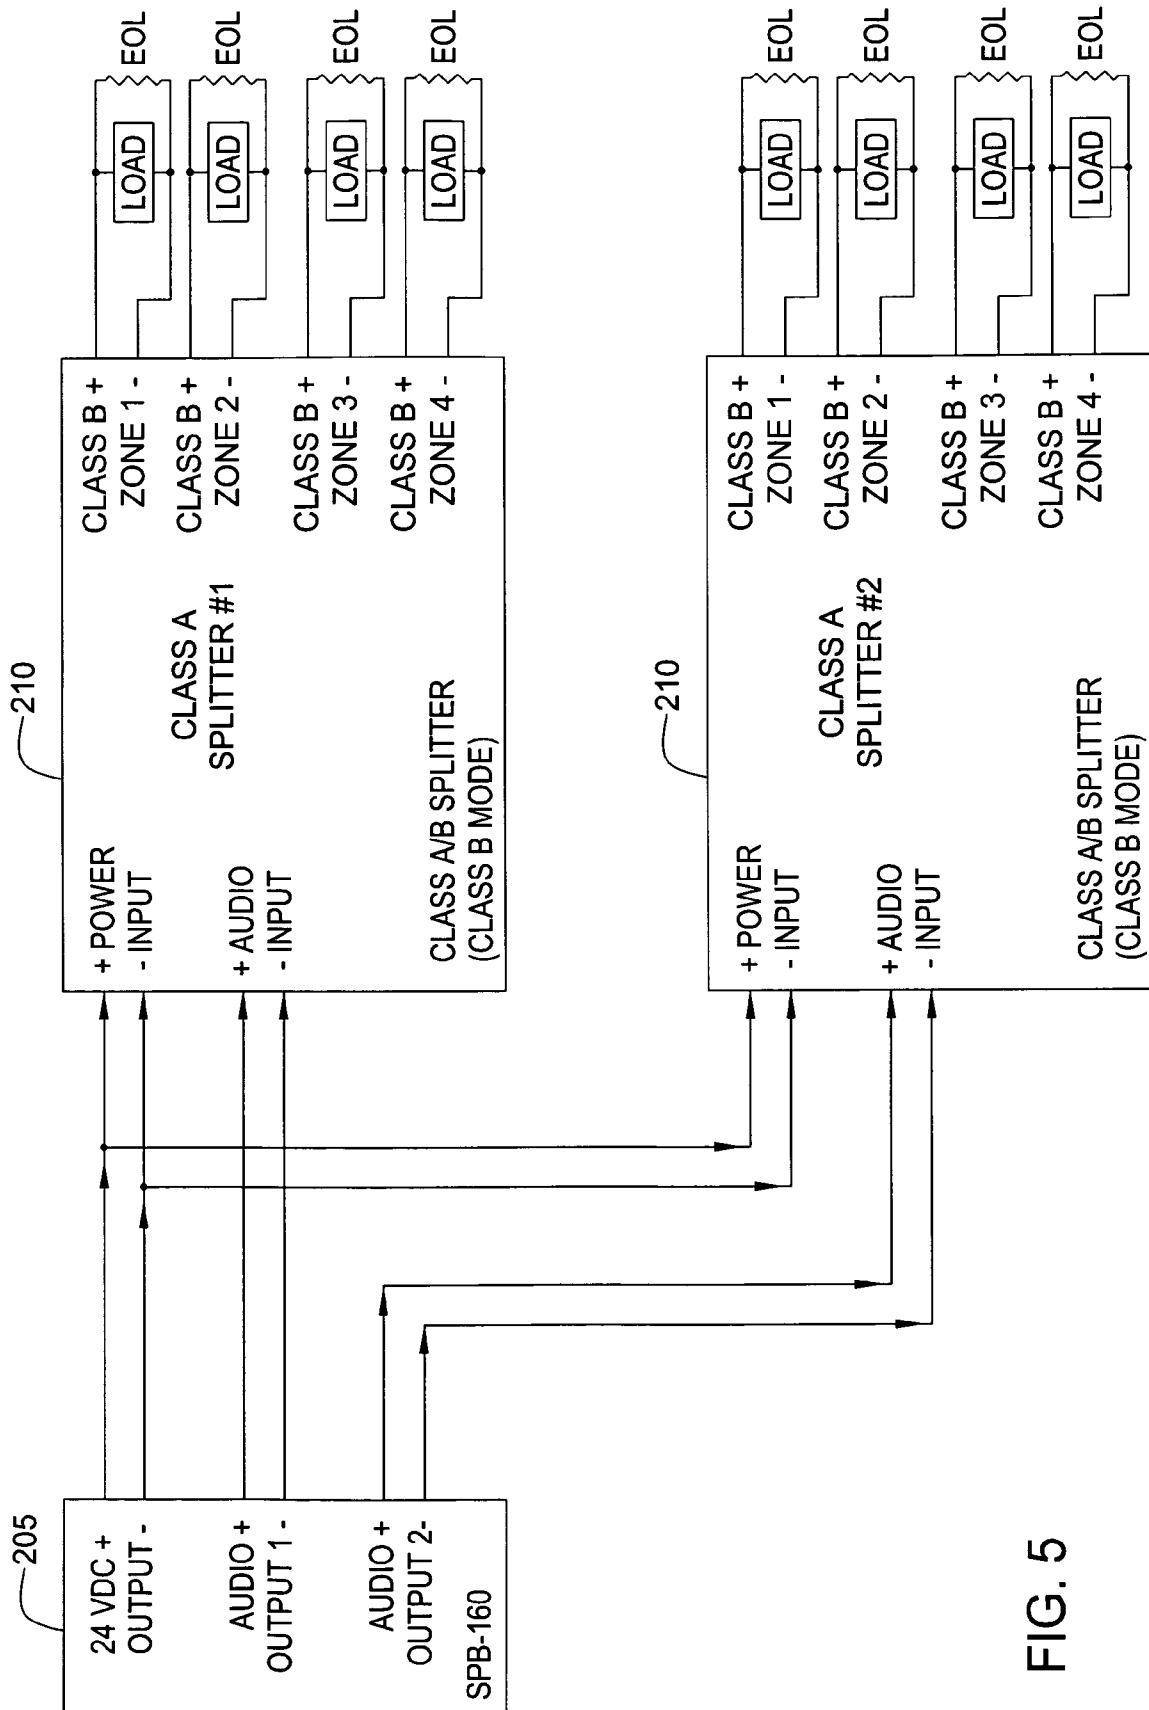 205
24 VDC +
OUTPUT -
AUDIO +
OUTPUT 1 -
AUDIO +
OUTPUT 2-
SPB-160
210
+ POWER
- INPUT
+ AUDIO
- INPUT
CLASS A
SPLITTER #1
CLASS A/B SPLITTER
(CLASS B MODE)
CLASS B +
ZONE 1 -
CLASS B +
ZONE 2 -
CLASS B +
ZONE 3 -
CLASS B +
ZONE 4 -
LOAD
EOL
LOAD
EOL
LOAD
EOL
LOAD
EOL
210
+ POWER
- INPUT
+ AUDIO
- INPUT
CLASS A
SPLITTER #2
CLASS A/B SPLITTER
(CLASS B MODE)
CLASS B +
ZONE 1 -
CLASS B +
ZONE 2 -
CLASS B +
ZONE 3 -
CLASS B +
ZONE 4 -
LOAD
EOL
LOAD
EOL
LOAD
EOL
LOAD
EOL
FIG. 5